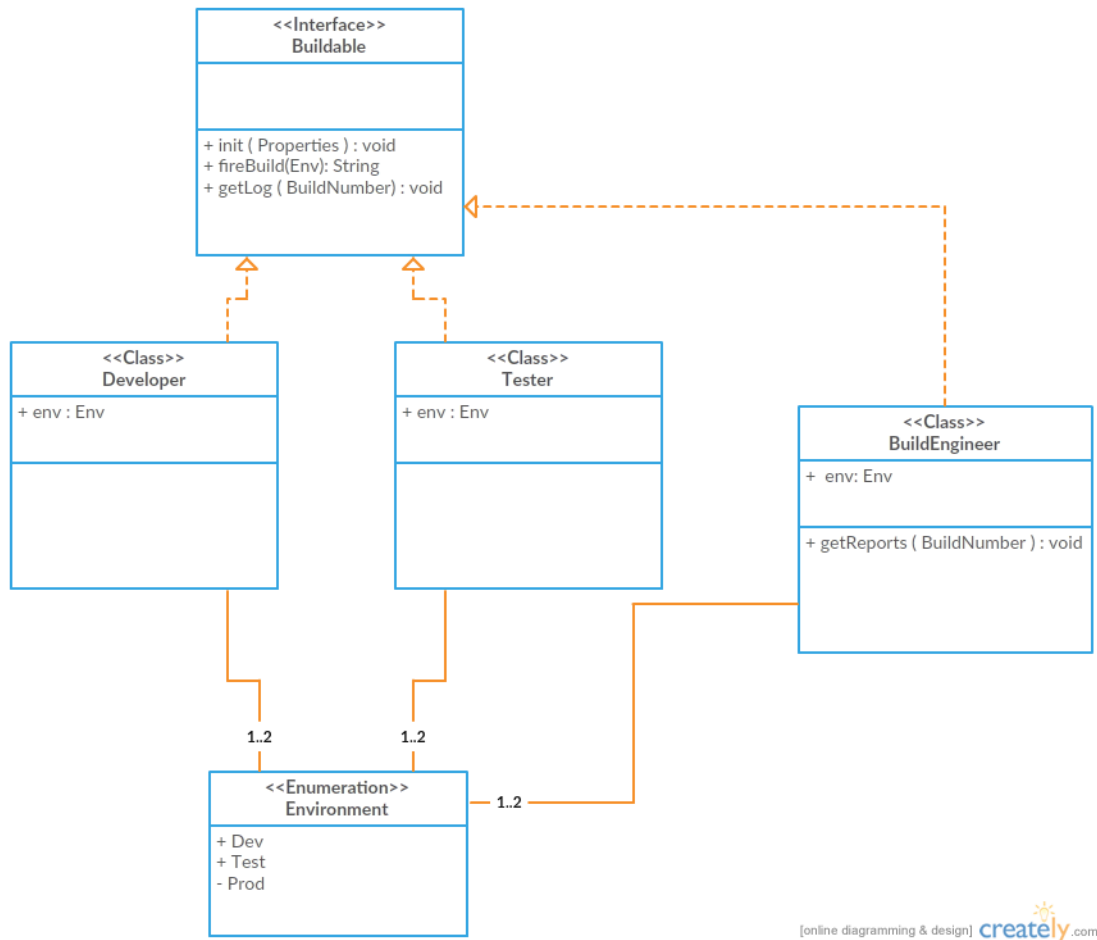 <<Interface>>
Buildable
+ init ( Properties ) : void
+ fireBuild(Env): String
+ getLog ( BuildNumber) : void
<<Class>>
Developer
+ env : Env
<<Class>>
Tester
+ env : Env
<<Class>>
BuildEngineer
+ env: Env
+ getReports ( BuildNumber ) : void
1..2
1..2
<<Enumeration>>
Environment
1..2
+ Dev
+ Test
- Prod
[online diagramming & design] creately.com